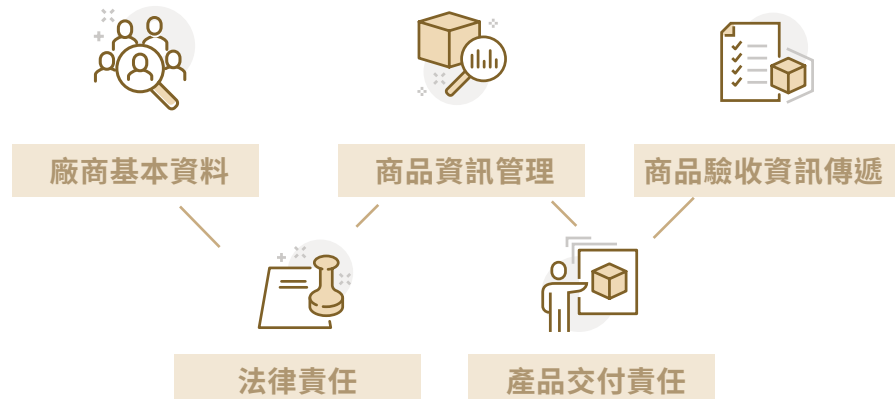 廠商基本資料
商品資訊管理
商品驗收資訊傳遞
法律責任
產品交付責任